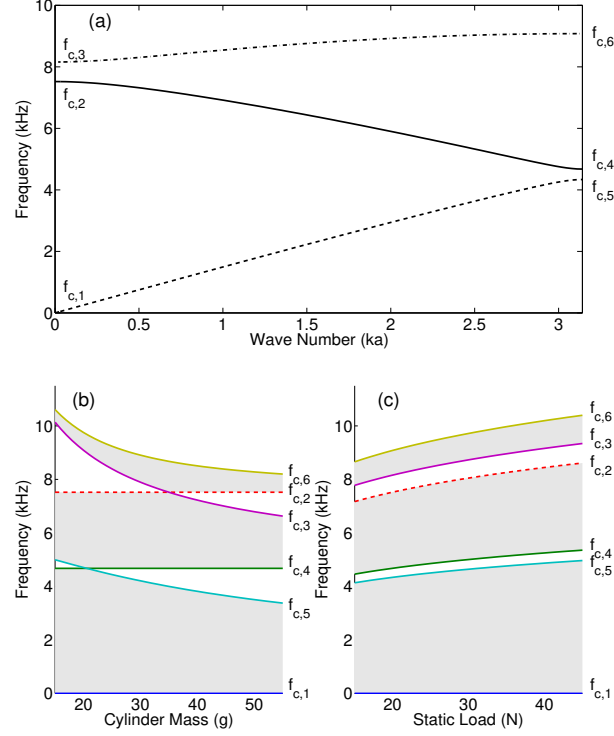 (a)
f_c,3
f_c,2
f_c,1
f_c,6
f_c,4
f_c,5
10
8
6
4
2
0
Frequency (kHz)
0 0.5 1 1.5 2 2.5 3
Wave Number (ka)
(b)
10
8
6
4
2
0
Frequency (kHz)
f_c,6
f_c,2
f_c,3
f_c,4
f_c,5
f_c,1
20 30 40 50
Cylinder Mass (g)
(c)
10
8
6
4
2
0
Frequency (kHz)
f_c,6
f_c,3
f_c,2
f_c,4
f_c,5
f_c,1
20 30 40
Static Load (N)